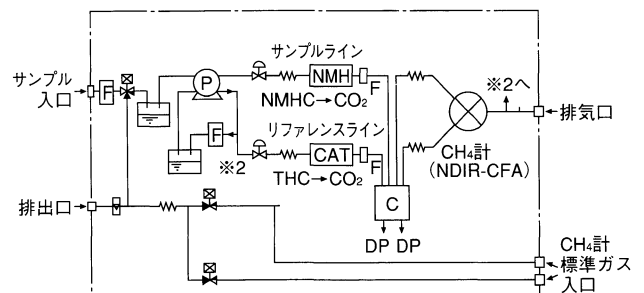 サンプルライン
NMH
NMHC→CO₂
サンプル
入口
F
P
F
※2へ
排気口
リファレンスライン
F
※2
CAT
THC→CO₂
F
CH₄計
(NDIR-CFA)
C
DP DP
排出口
CH₄計
標準ガス
入口